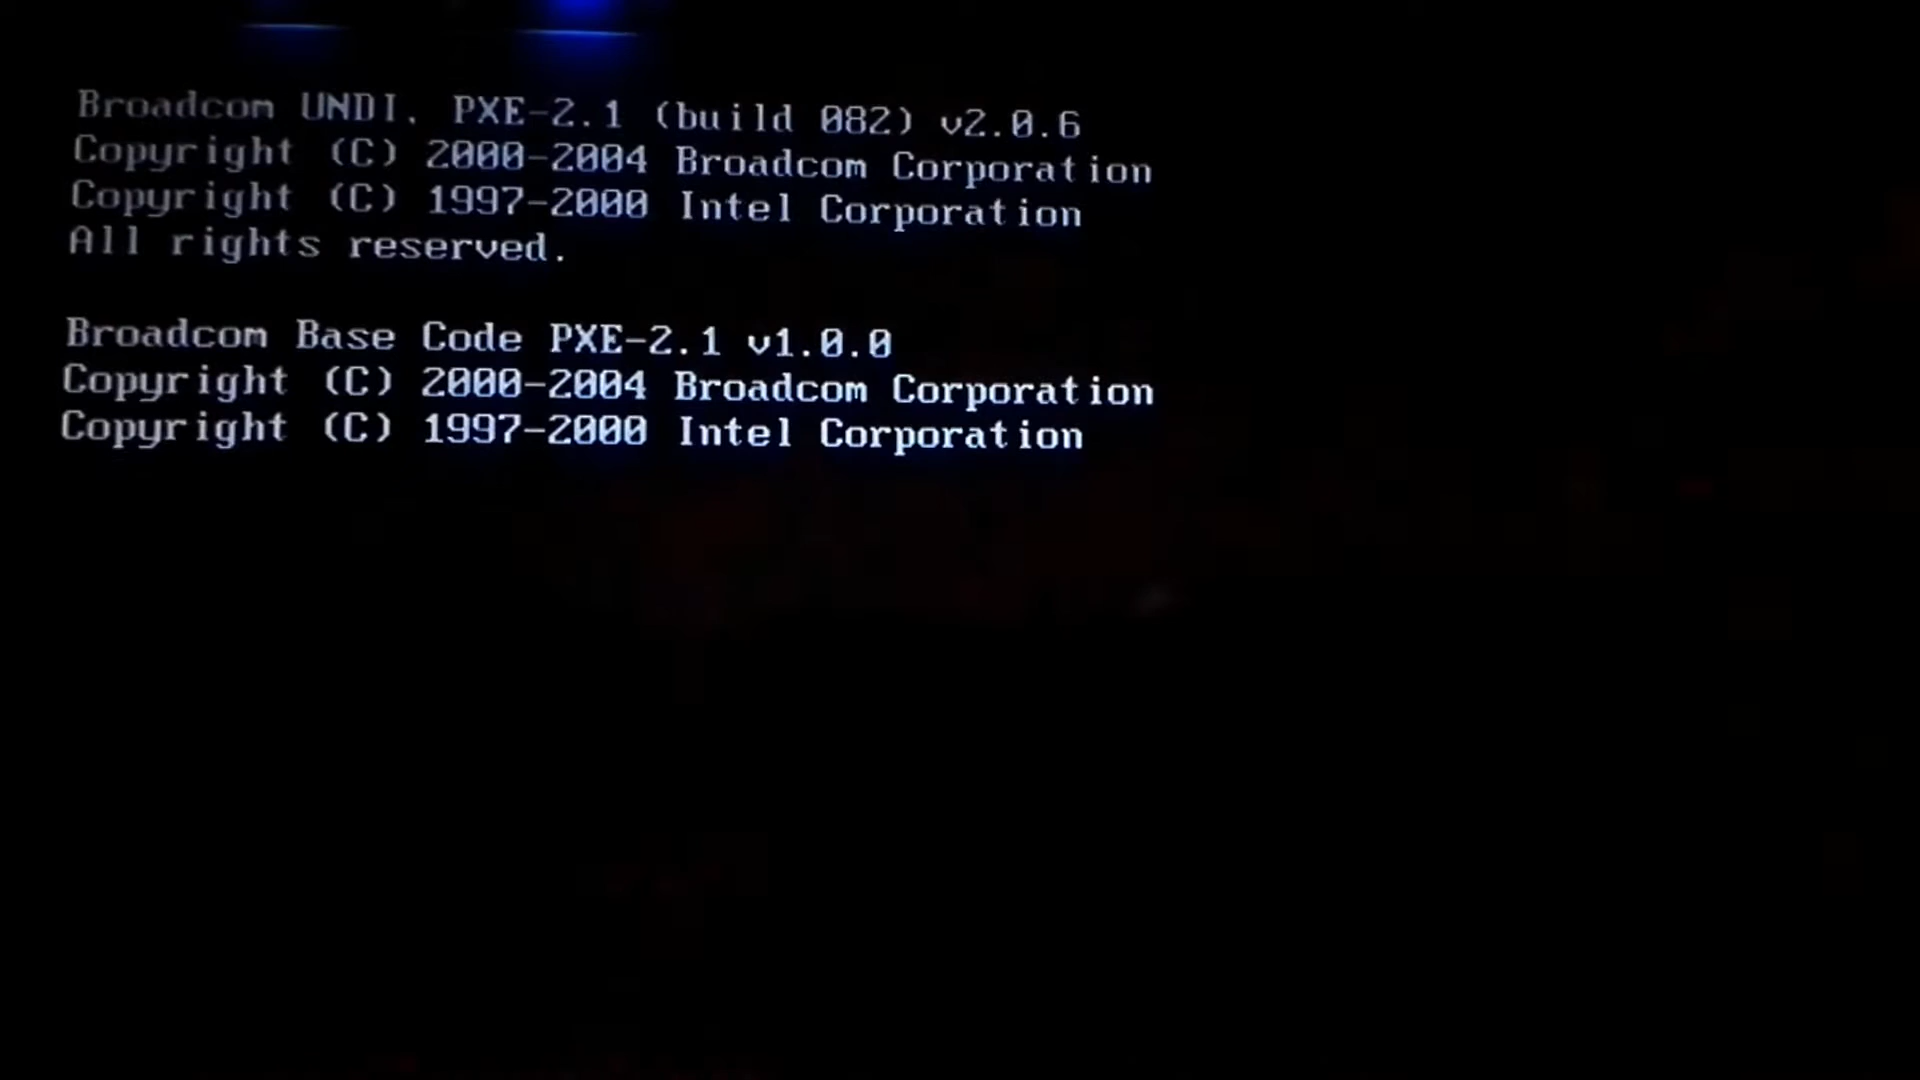 Broadcom UNDI, PXE-2.1 (build 082) v2.0.6
Copyright (C) 2000-2004 Broadcom Corporation
Copyright (C) 1997-2000 Intel Corporation
All rights reserved.
Broadcom Base Code PXE-2.1 v1.0.0
Copyright (C) 2000-2004 Broadcom Corporation
Copyright (C) 1997-2000 Intel Corporation